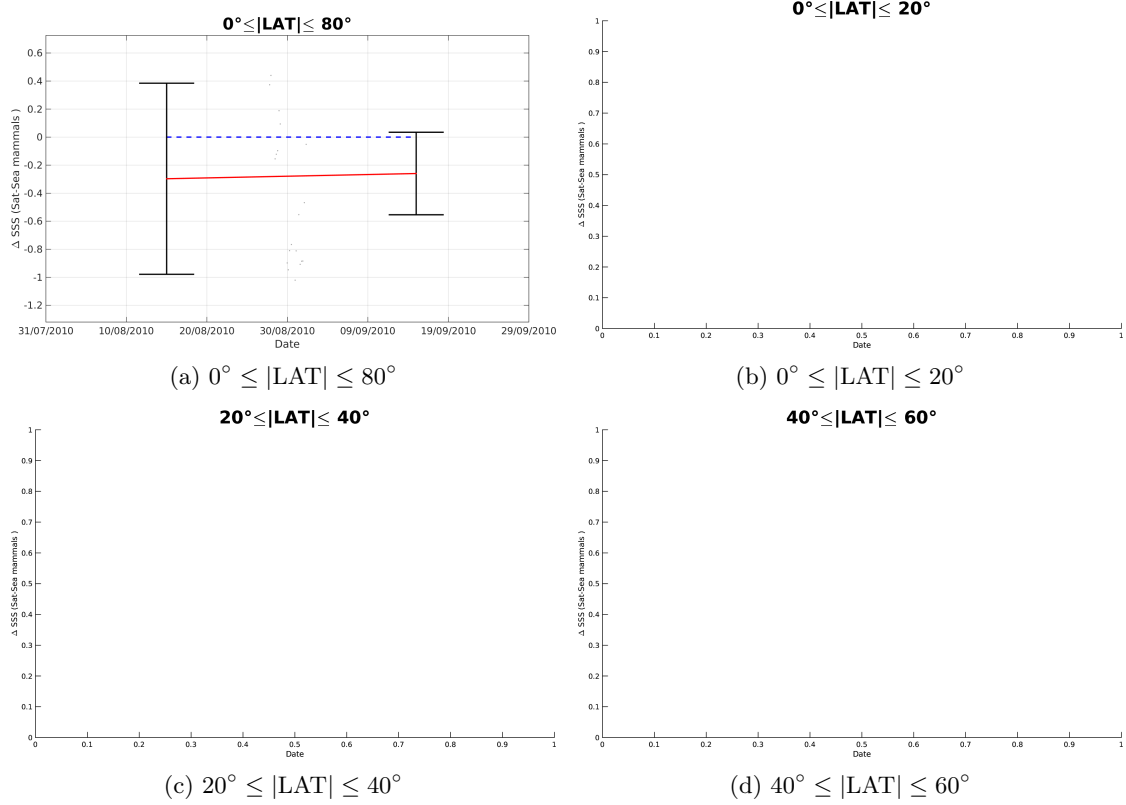 0°≤|LAT|≤ 80°
0.6
0.4
0.2
0
-0.2
-0.4
-0.6
-0.8
-1
-1.2
Δ SSS (Sat-Sea mammals )
31/07/2010 10/08/2010 20/08/2010 30/08/2010 09/09/2010 19/09/2010 29/09/2010
Date
(a) 0° ≤ |LAT| ≤ 80°
0°≤|LAT|≤ 20°
1
0.9
0.8
0.7
0.6
0.5
0.4
0.3
0.2
0.1
0
Δ SSS (Sat-Sea mammals )
0 0.1 0.2 0.3 0.4 0.5 0.6 0.7 0.8 0.9 1
Date
(b) 0° ≤ |LAT| ≤ 20°
20°≤|LAT|≤ 40°
1
0.9
0.8
0.7
0.6
0.5
0.4
0.3
0.2
0.1
0
Δ SSS (Sat-Sea mammals )
0 0.1 0.2 0.3 0.4 0.5 0.6 0.7 0.8 0.9 1
Date
(c) 20° ≤ |LAT| ≤ 40°
40°≤|LAT|≤ 60°
1
0.9
0.8
0.7
0.6
0.5
0.4
0.3
0.2
0.1
0
Δ SSS (Sat-Sea mammals )
0 0.1 0.2 0.3 0.4 0.5 0.6 0.7 0.8 0.9 1
Date
(d) 40° ≤ |LAT| ≤ 60°